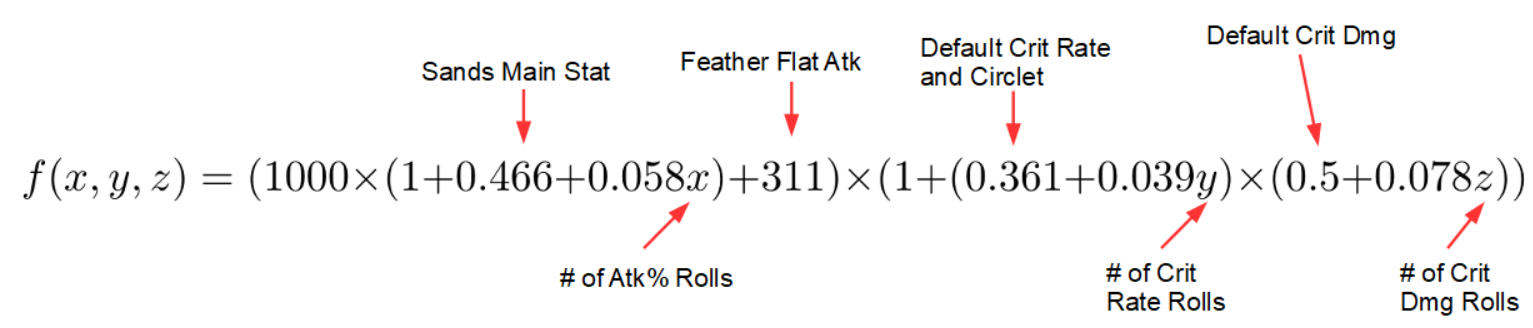 Default Crit Dmg
Sands Main Stat
Feather Flat Atk
Default Crit Rate
and Circlet
f(x, y, z) = (1000×(1+0.466+0.058x)+311)×(1+(0.361+0.039y)×(0.5+0.078z))
# of Atk% Rolls
# of Crit
Rate Rolls
# of Crit
Dmg Rolls